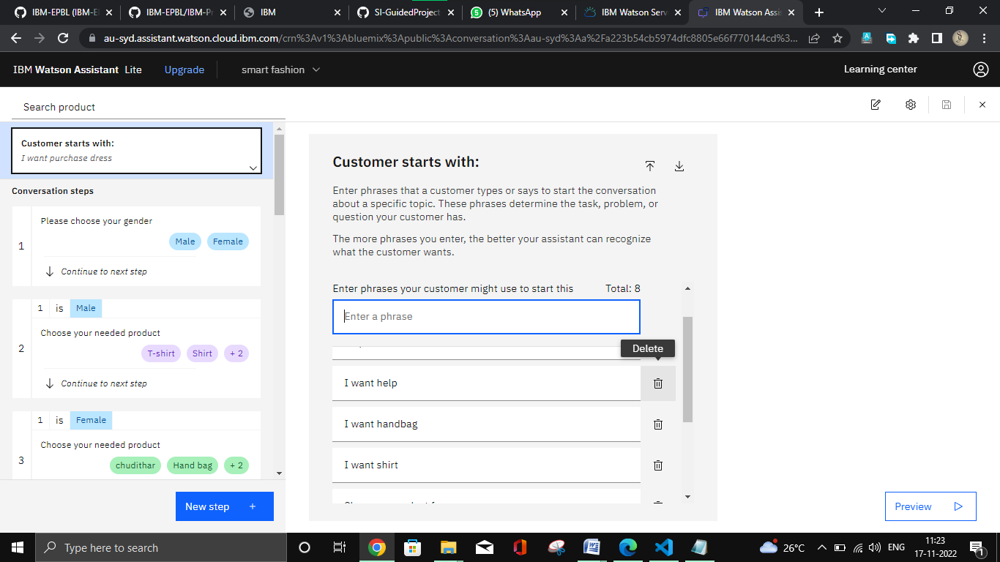 IBM-EPBL (IBM-E
IBM-EPBL/IBM-Pr
IBM
SI-GuidedProject
(5) WhatsApp
IBM Watson Serv
IBM Watson Assis
au-syd.assistant.watson.cloud.ibm.com/crn%3Av1%3Abluemix%3Apublic%3Aconversation%3Aau-syd%3Aa%2Fa223b54cb5974dfc8805e66f770144cd%3...
IBM Watson Assistant Lite
Upgrade
smart fashion
Learning center
Search product
Customer starts with:
I want purchase dress
Conversation steps
1
Please choose your gender
Male Female
Continue to next step
2
1 is Male
Choose your needed product
T-shirt Shirt + 2
Continue to next step
3
1 is Female
Choose your needed product
chudithar Hand bag + 2
New step +
Customer starts with:
Enter phrases that a customer types or says to start the conversation
about a specific topic. These phrases determine the task, problem, or
question your customer has.
The more phrases you enter, the better your assistant can recognize
what the customer wants.
Enter phrases your customer might use to start this
Total: 8
Enter a phrase
Delete
I want help
I want handbag
I want shirt
Preview
Type here to search
26°C
ENG
11:23
17-11-2022
1